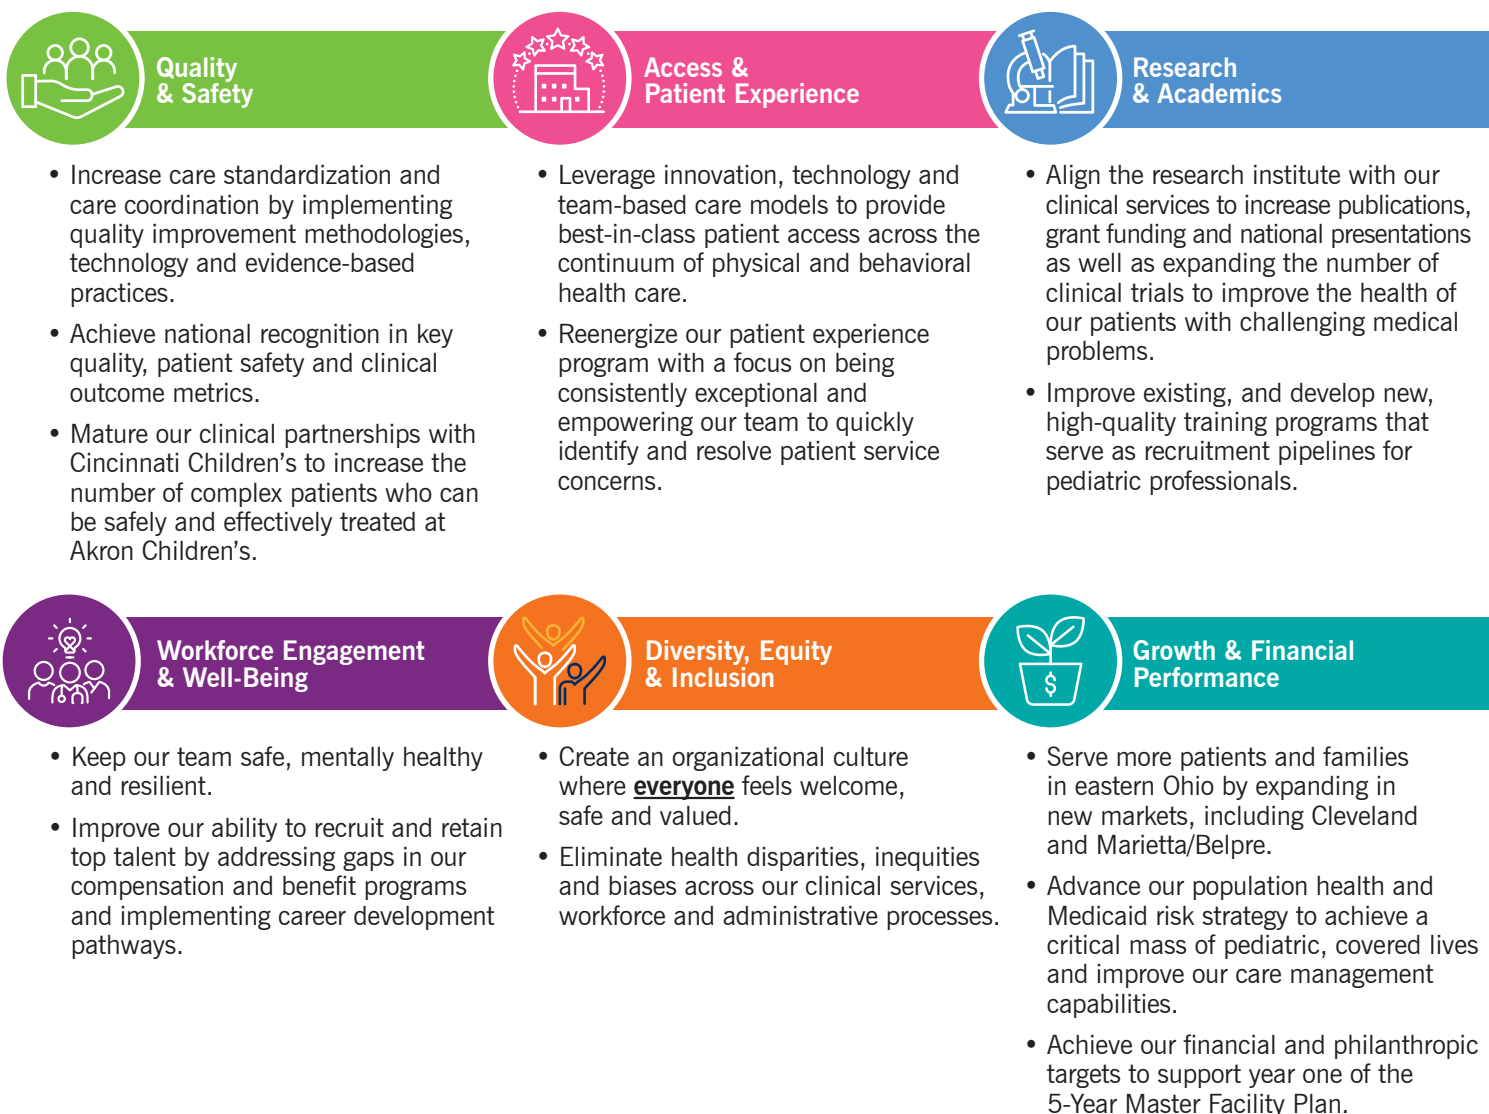 Quality
& Safety
• Increase care standardization and
care coordination by implementing
quality improvement methodologies,
technology and evidence-based
practices.
• Achieve national recognition in key
quality, patient safety and clinical
outcome metrics.
• Mature our clinical partnerships with
Cincinnati Children's to increase the
number of complex patients who can
be safely and effectively treated at
Akron Children's.
Access &
Patient Experience
• Leverage innovation, technology and
team-based care models to provide
best-in-class patient access across the
continuum of physical and behavioral
health care.
• Reenergize our patient experience
program with a focus on being
consistently exceptional and
empowering our team to quickly
identify and resolve patient service
concerns.
Research
& Academics
• Align the research institute with our
clinical services to increase publications,
grant funding and national presentations
as well as expanding the number of
clinical trials to improve the health of
our patients with challenging medical
problems.
• Improve existing, and develop new,
high-quality training programs that
serve as recruitment pipelines for
pediatric professionals.
Workforce Engagement
& Well-Being
• Keep our team safe, mentally healthy
and resilient.
• Improve our ability to recruit and retain
top talent by addressing gaps in our
compensation and benefit programs
and implementing career development
pathways.
Diversity, Equity
& Inclusion
• Create an organizational culture
where everyone feels welcome,
safe and valued.
• Eliminate health disparities, inequities
and biases across our clinical services,
workforce and administrative processes.
$
Growth & Financial
Performance
• Serve more patients and families
in eastern Ohio by expanding in
new markets, including Cleveland
and Marietta/Belpre.
• Advance our population health and
Medicaid risk strategy to achieve a
critical mass of pediatric, covered lives
and improve our care management
capabilities.
• Achieve our financial and philanthropic
targets to support year one of the
5-Year Master Facility Plan.